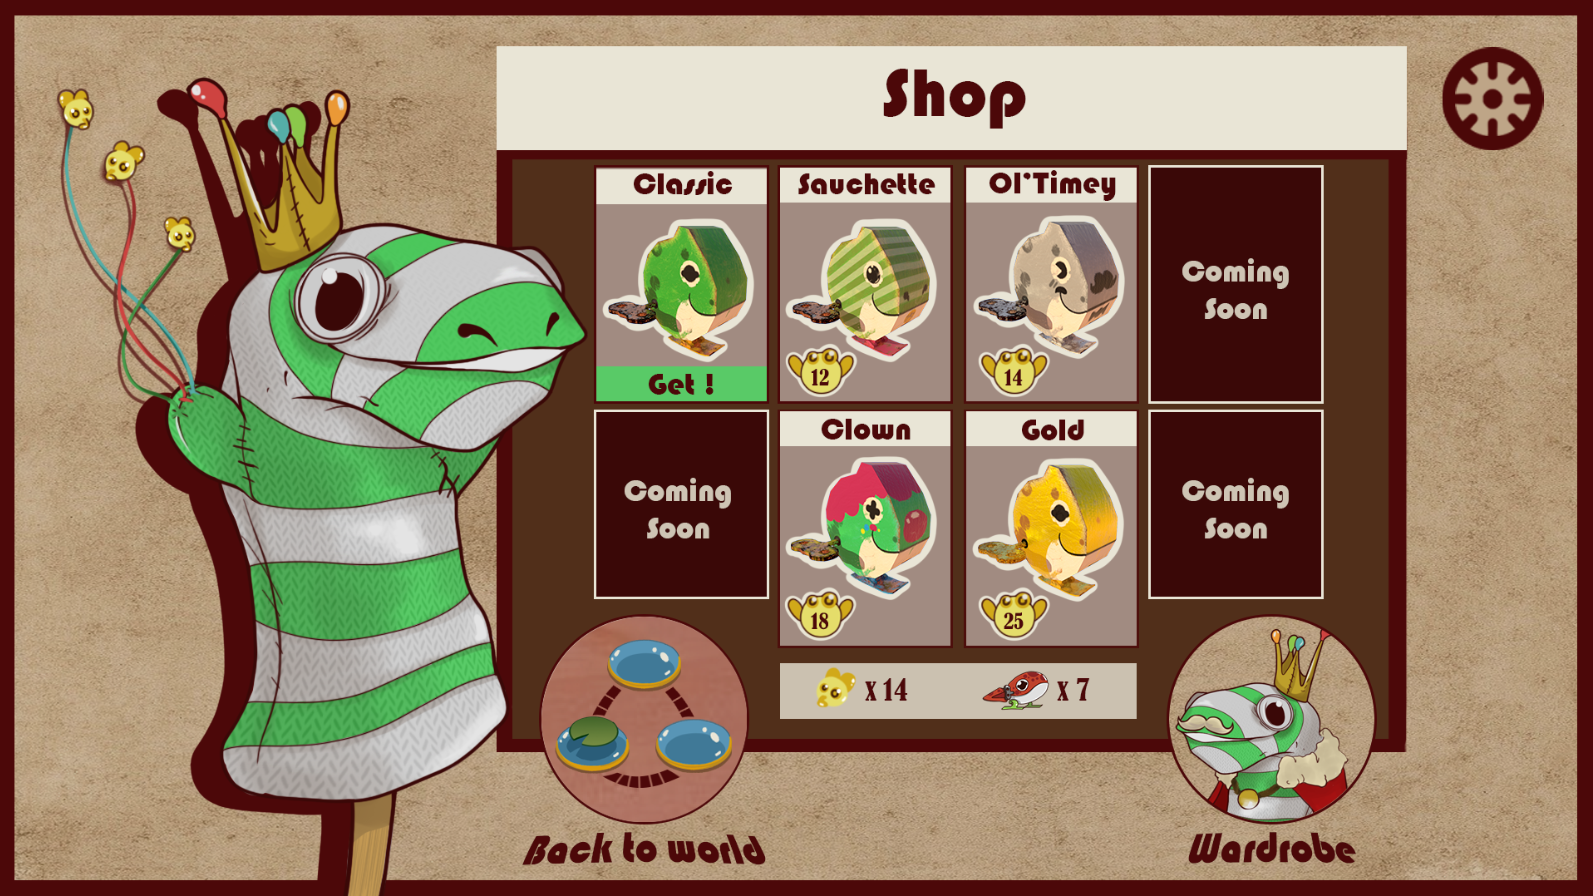 Shop
Classic
Sauchette
Ol'Timey
Coming
Soon
Get !
12
14
Coming
Soon
Clown
Gold
Coming
Soon
18
25
x 14
x 7
Back to world
Wardrobe